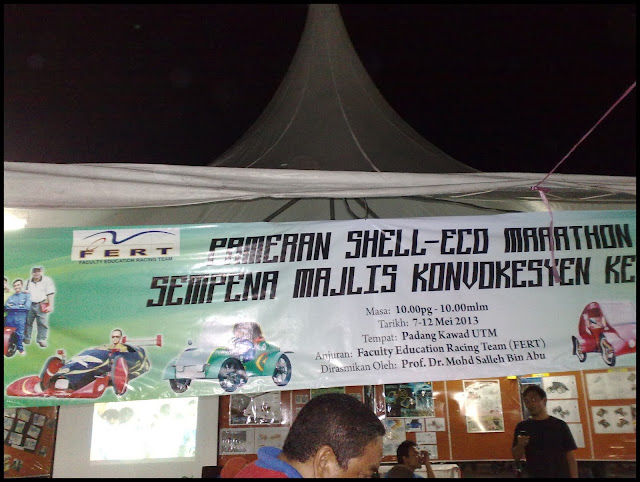 FERT
FACULTY EDUCATION RACING TEAM
PAMERAN SHELL-ECO MARATHON
SEMPENA MAJLIS KONVOKESYEN KE
Masa: 10.00pg - 10.00mlm
Tarikh: 7-12 Mei 2013
Tempat: Padang Kawad UTM
Anjuran: Faculty Education Racing Team (FERT)
Dirasmikan Oleh: Prof. Dr. Mohd Salleh Bin Abu